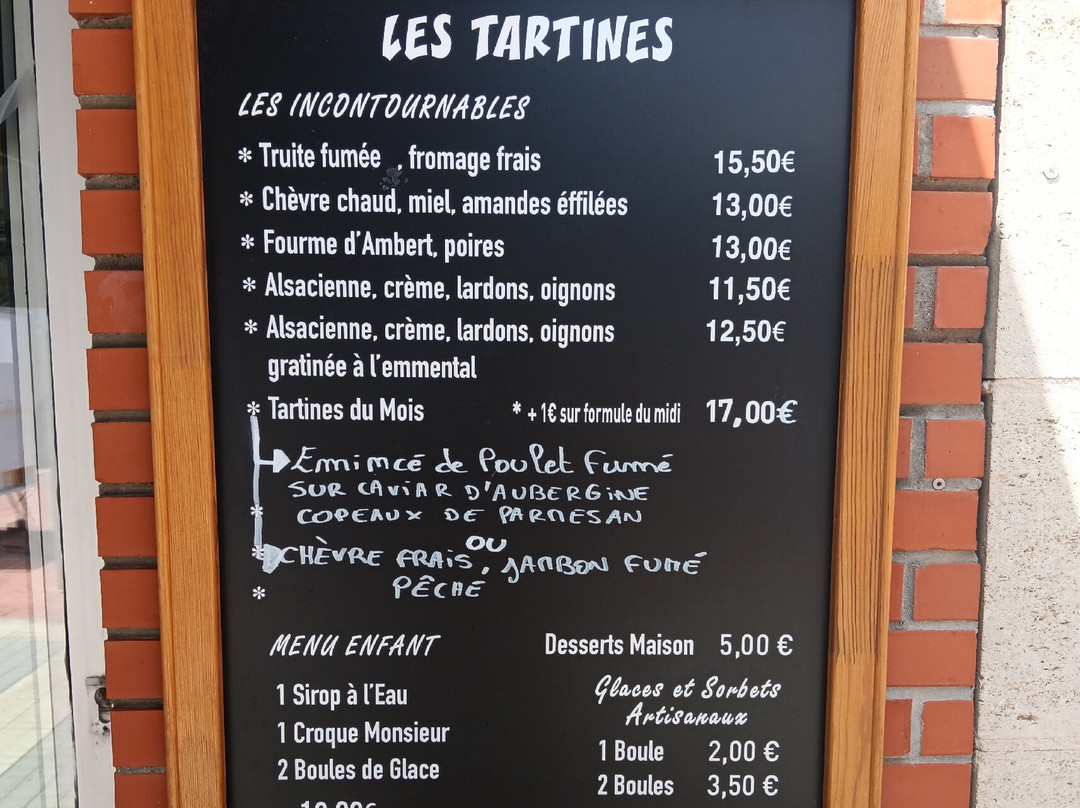 LES TARTINES
LES INCONTOURNABLES
* Truite fumée , fromage frais 15,50€
* Chèvre chaud, miel, amandes éffilées 13,00€
* Fourme d'Ambert, poires 13,00€
* Alsacienne, crème, lardons, oignons 11,50€
* Alsacienne, crème, lardons, oignons 12,50€
gratinée à l'emmental
* Tartines du Mois * + 1€ sur formule du midi 17,00€
Emimcé de Poulet Fumé
SUR CAViAR D'AUBERGiNE
* COPEAUX DE PARMESAN
OU
* CHÈVRE FRAiS, JAMBON FUMÉ
* PÊCHE
MENU ENFANT
1 Sirop à l'Eau
1 Croque Monsieur
2 Boules de Glace
Desserts Maison 5,00 €
Glaces et Sorbets
Artisanaux
1 Boule 2,00 €
2 Boules 3,50 €